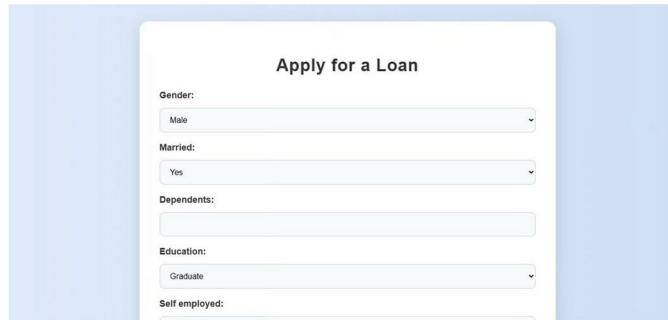 Apply for a Loan
Gender:
Male
Married:
Yes
Dependents:
Education:
Graduate
Self employed: